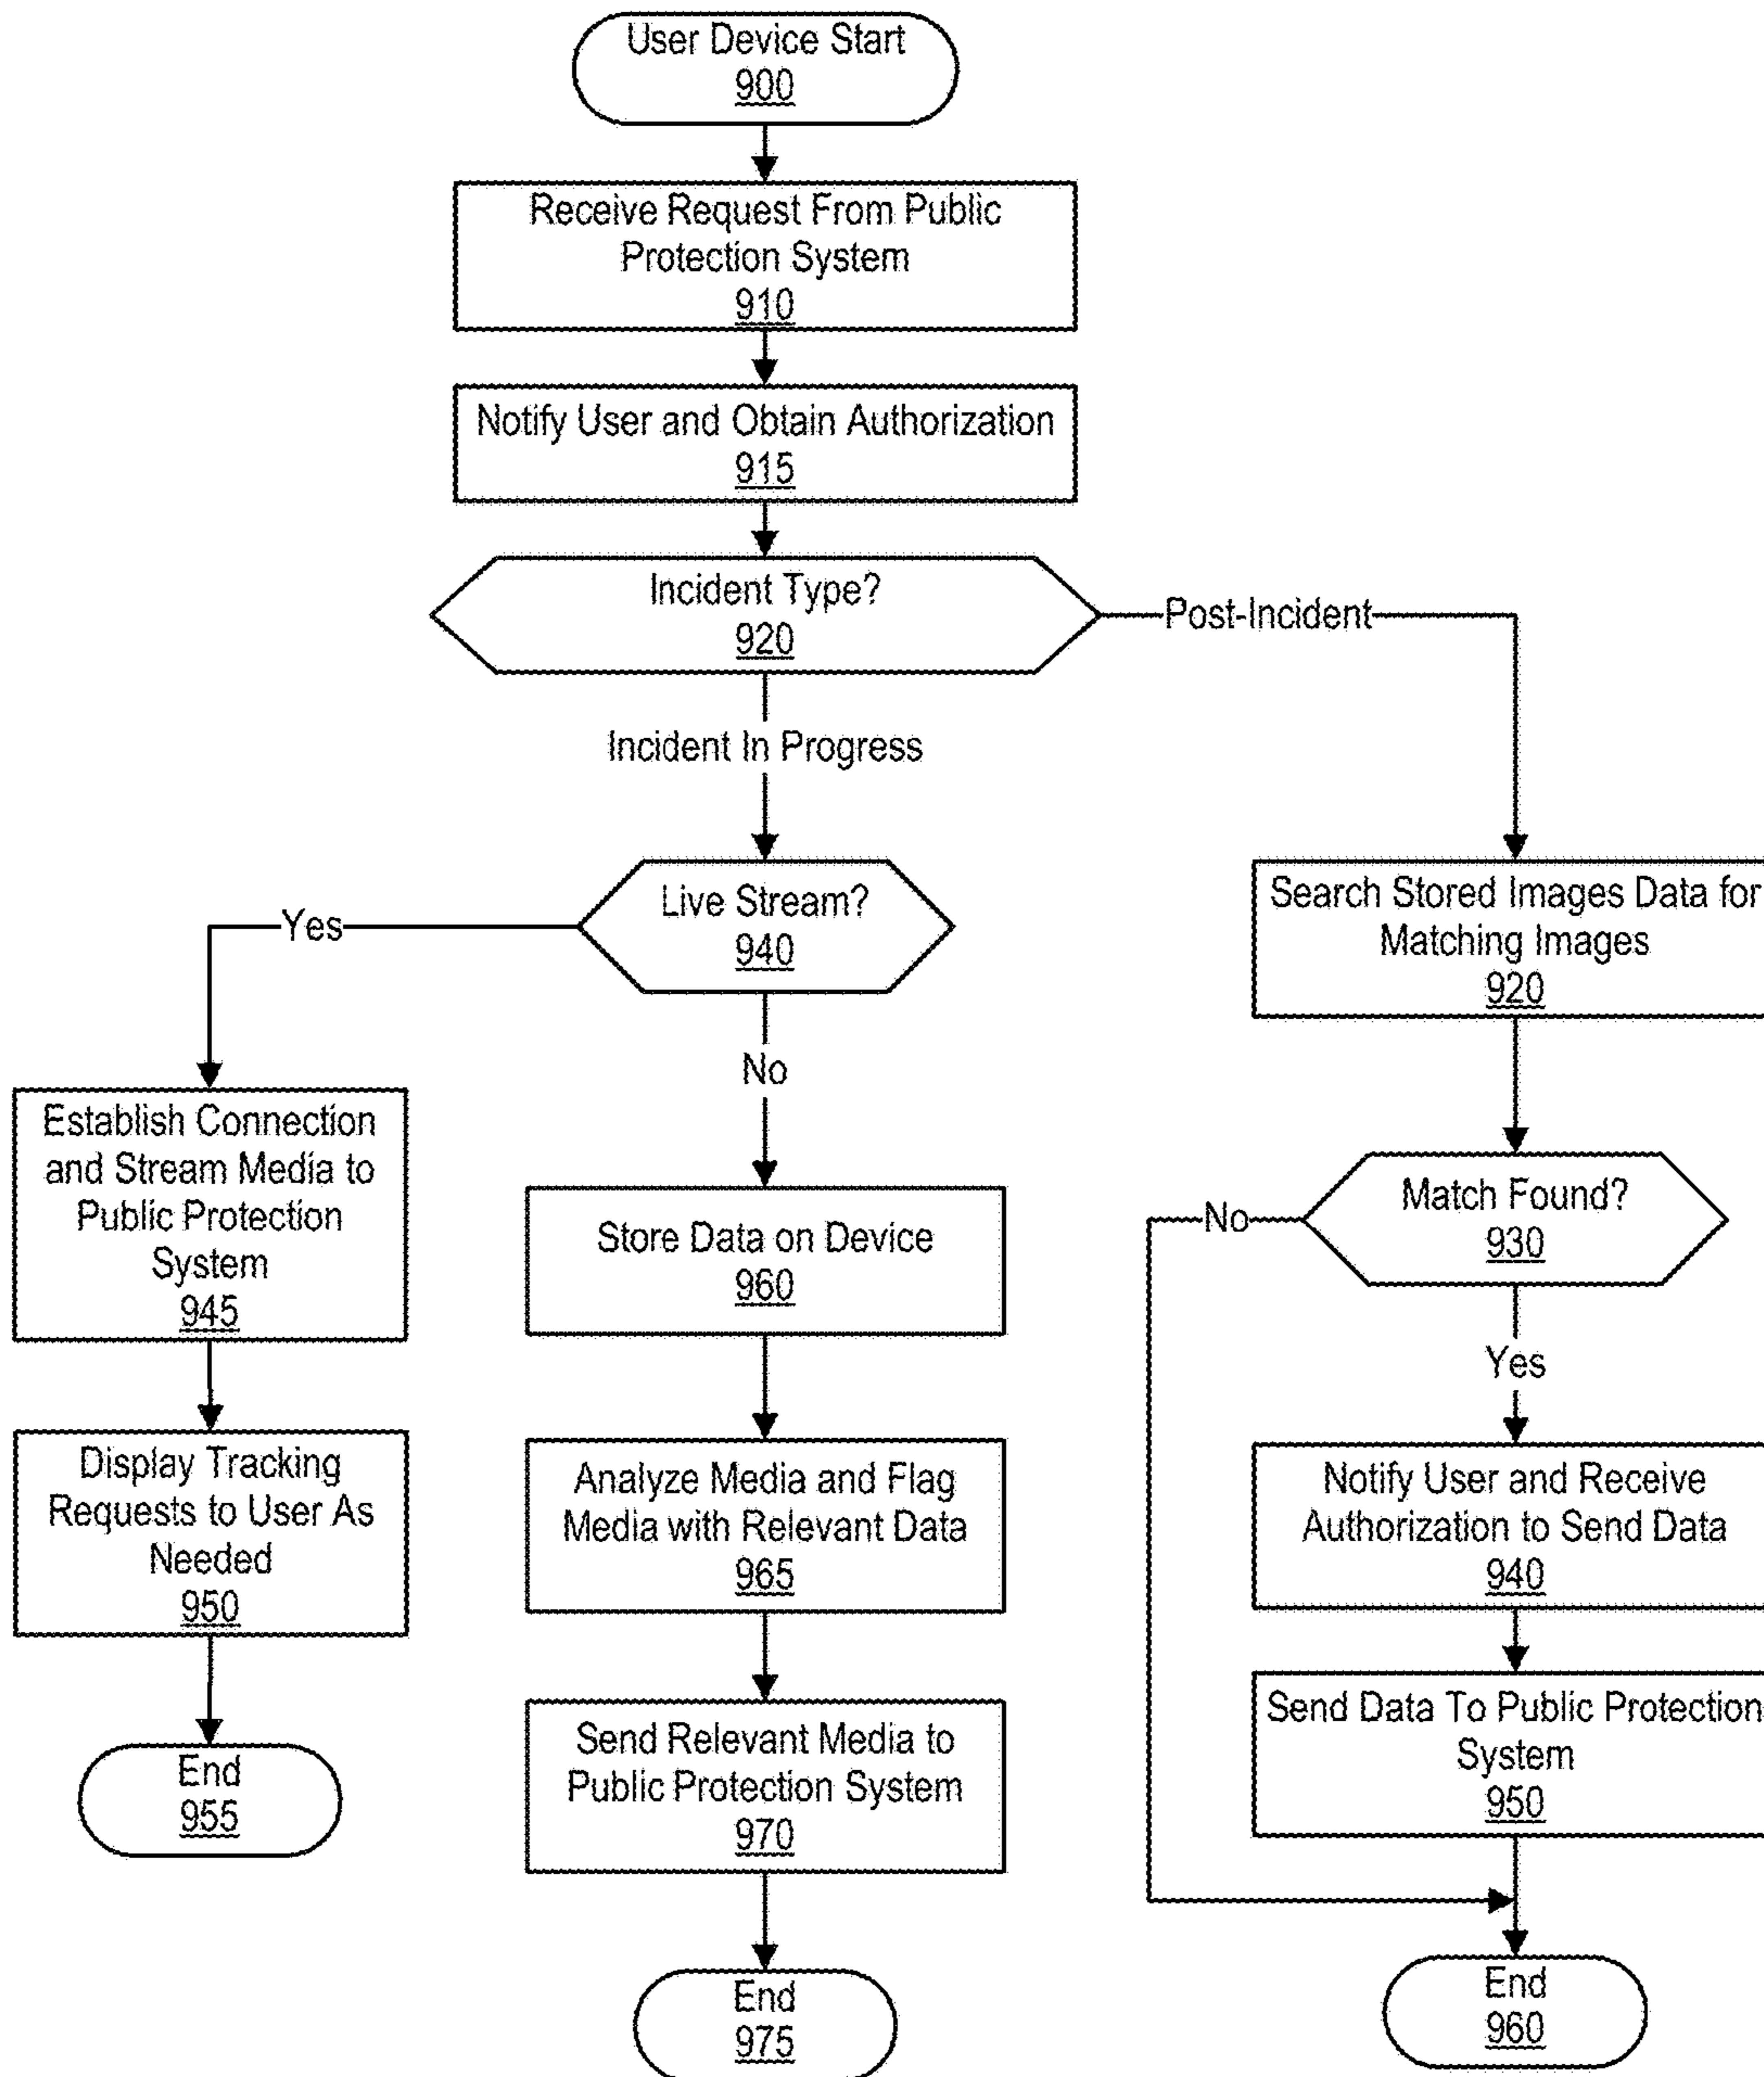 User Device Start
900
Receive Request From Public
Protection System
910
Notify User and Obtain Authorization
915
Incident Type?
920
Post-Incident
Incident In Progress
Live Stream?
940
Yes
No
Establish Connection
and Stream Media to
Public Protection
System
945
Display Tracking
Requests to User As
Needed
950
End
955
Store Data on Device
960
Analyze Media and Flag
Media with Relevant Data
965
Send Relevant Media to
Public Protection System
970
End
975
Search Stored Images Data for
Matching Images
920
Match Found?
930
No
Yes
Notify User and Receive
Authorization to Send Data
940
Send Data To Public Protection
System
950
End
960